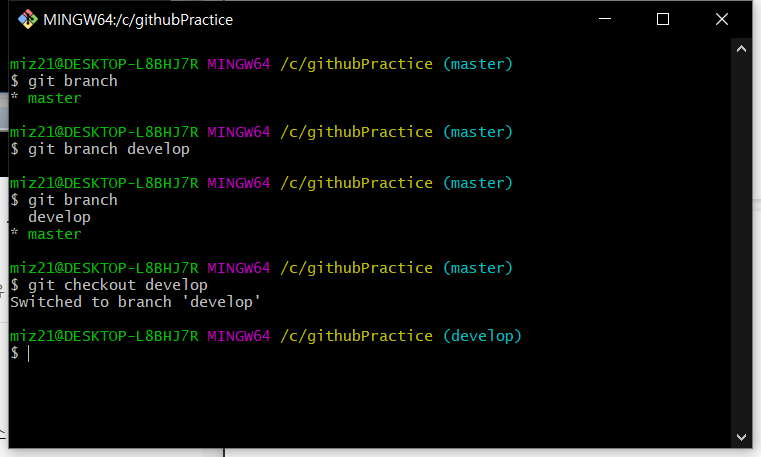 MINGW64:/c/githubPractice
miz21@DESKTOP-L8BHJ7R MINGW64 /c/githubPractice (master)
$ git branch
* master
miz21@DESKTOP-L8BHJ7R MINGW64 /c/githubPractice (master)
$ git branch develop
miz21@DESKTOP-L8BHJ7R MINGW64 /c/githubPractice (master)
$ git branch
  develop
* master
miz21@DESKTOP-L8BHJ7R MINGW64 /c/githubPractice (master)
$ git checkout develop
Switched to branch 'develop'
miz21@DESKTOP-L8BHJ7R MINGW64 /c/githubPractice (develop)
$